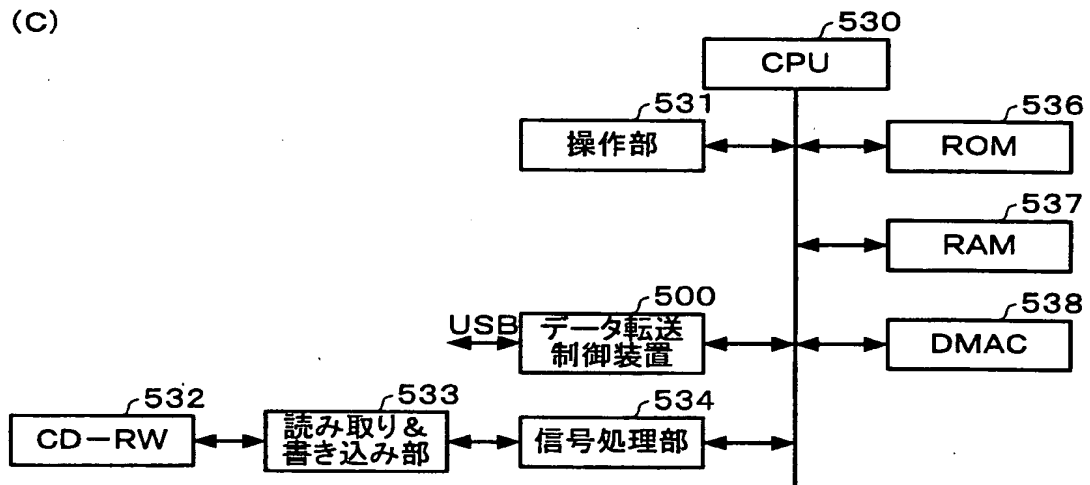 (C)
530
CPU
531
操作部
536
ROM
537
RAM
USB
500
データ転送
制御装置
538
DMAC
532
CD-RW
533
読み取り&
書き込み部
534
信号処理部